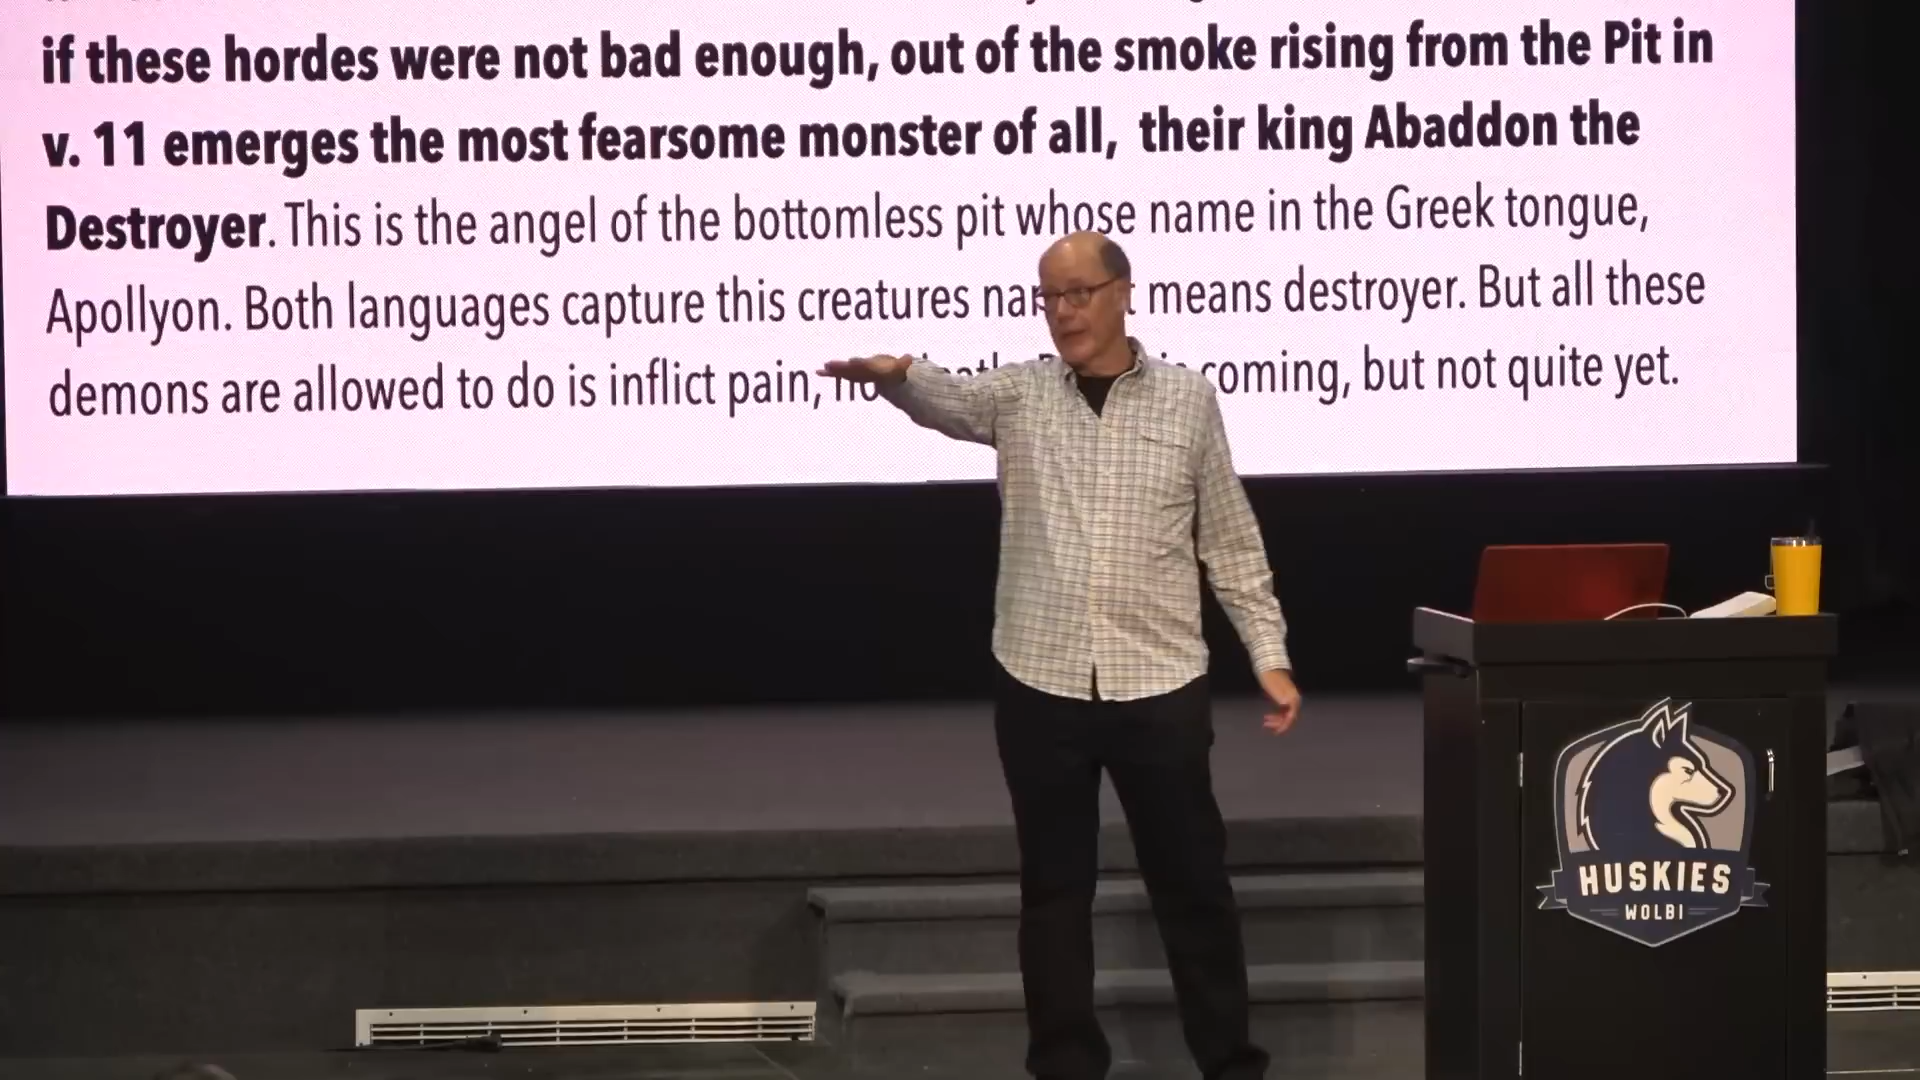 if these hordes were not bad enough, out of the smoke rising from the Pit in
v. 11 emerges the most fearsome monster of all, their king Abaddon the
Destroyer. This is the angel of the bottomless pit whose name in the Greek tongue,
Apollyon. Both languages capture this creatures means destroyer. But all these
demons are allowed to do is inflict pain, coming, but not quite yet.
HUSKIES
WOLBI